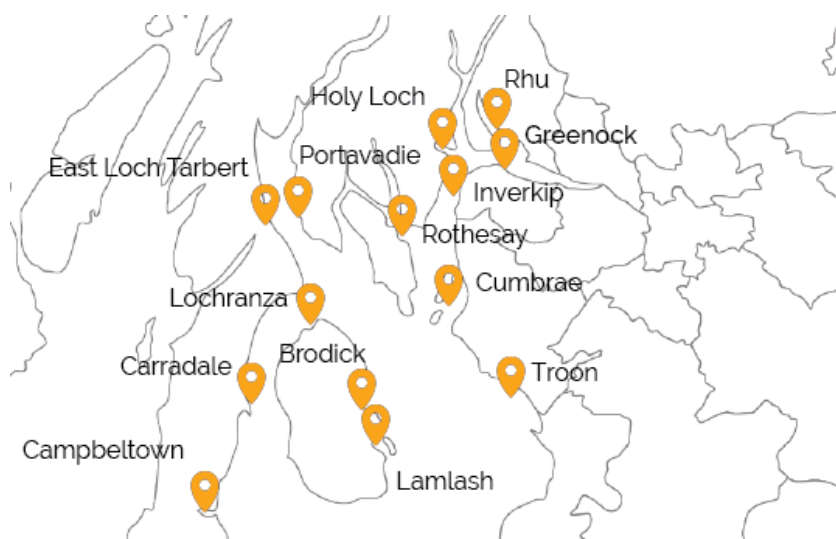 Rhu
Holy Loch
Greenock
Portavadie
East Loch Tarbert
Inverkip
Rothesay
Cumbrae
Lochranza
Brodick
Carradale
Troon
Campbeltown
Lamlash